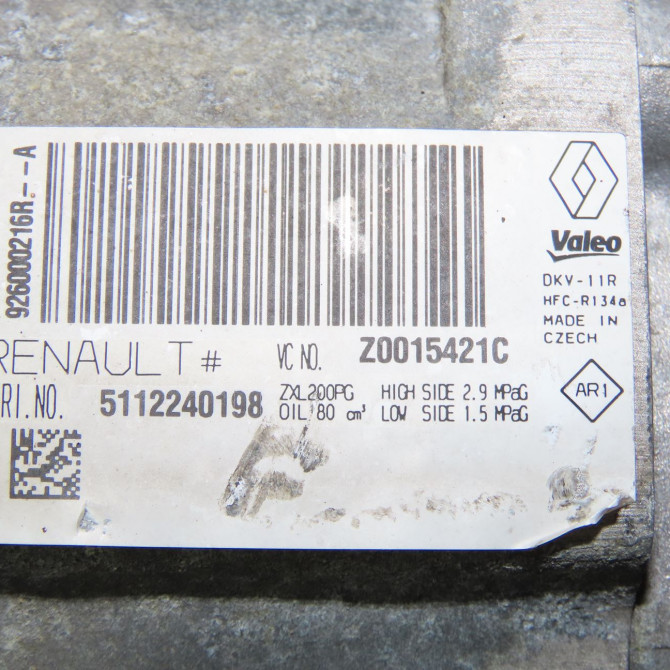 926000216R--A
Valeo
DKV-11R
HFC-R134a
MADE IN
CZECH
RENAULT #
VC NO. Z0015421C
RI.NO. 5112240198
ZXL200PG HIGH SIDE 2.9 MPaG
OIL 80 cm³ LOW SIDE 1.5 MPaG
AR1